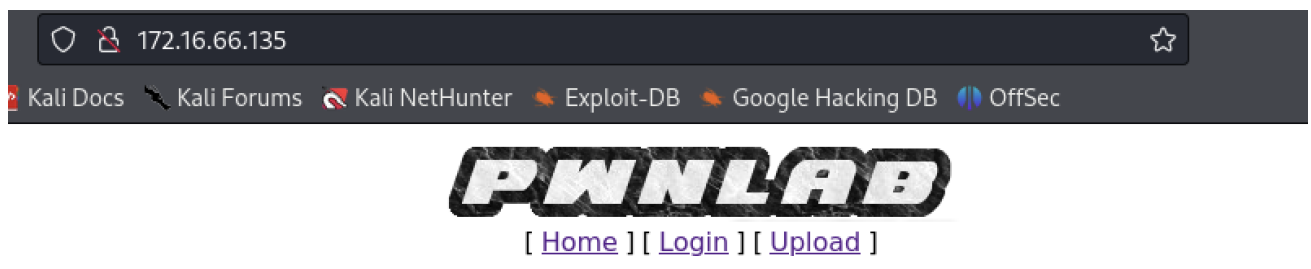 172.16.66.135
Kali Docs Kali Forums Kali NetHunter Exploit-DB Google Hacking DB OffSec
PWNLAB
[ Home ] [ Login ] [ Upload ]